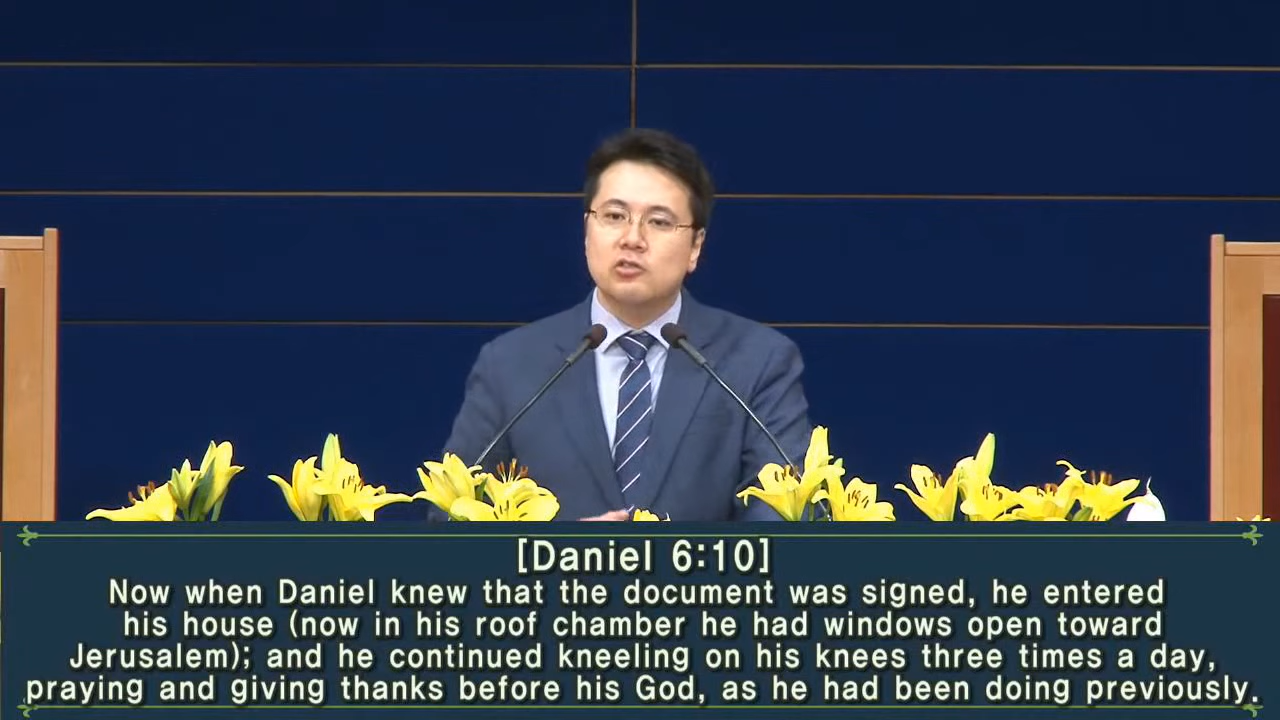 [Daniel 6:10]
Now when Daniel knew that the document was signed, he entered
his house (now in his roof chamber he had windows open toward
Jerusalem); and he continued kneeling on his knees three times a day,
praying and giving thanks before his God, as he had been doing previously.